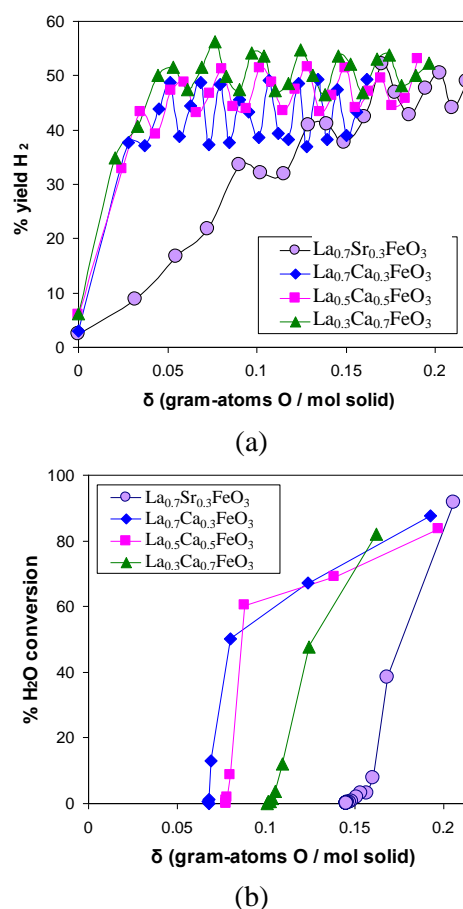 60
50
40
30
20
10
0
% yield H₂
La₀.₇Sr₀.₃FeO₃
La₀.₇Ca₀.₃FeO₃
La₀.₅Ca₀.₅FeO₃
La₀.₃Ca₀.₇FeO₃
0 0.05 0.1 0.15 0.2
δ (gram-atoms O / mol solid)
(a)
100
80
60
40
20
0
% H₂O conversion
La₀.₇Sr₀.₃FeO₃
La₀.₇Ca₀.₃FeO₃
La₀.₅Ca₀.₅FeO₃
La₀.₃Ca₀.₇FeO₃
0 0.05 0.1 0.15 0.2
δ (gram-atoms O / mol solid)
(b)